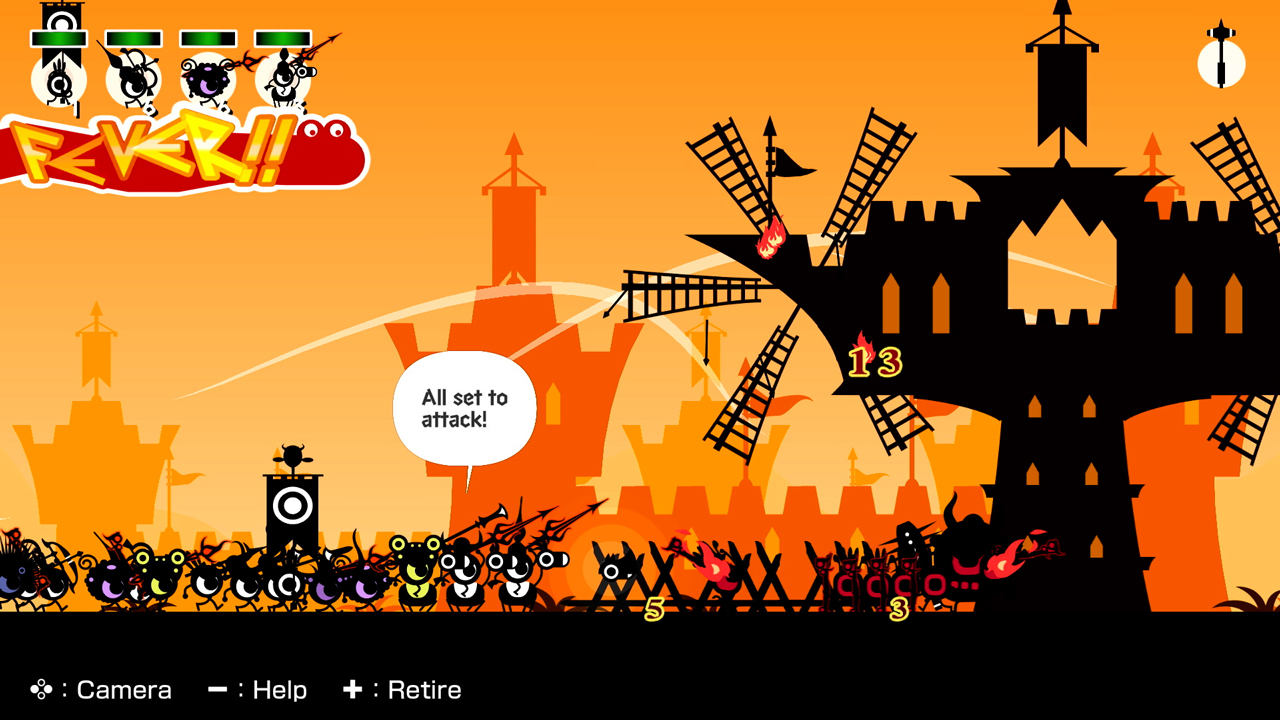 FEVER!!
All set to
attack!
13
5
3
: Camera
: Help
: Retire